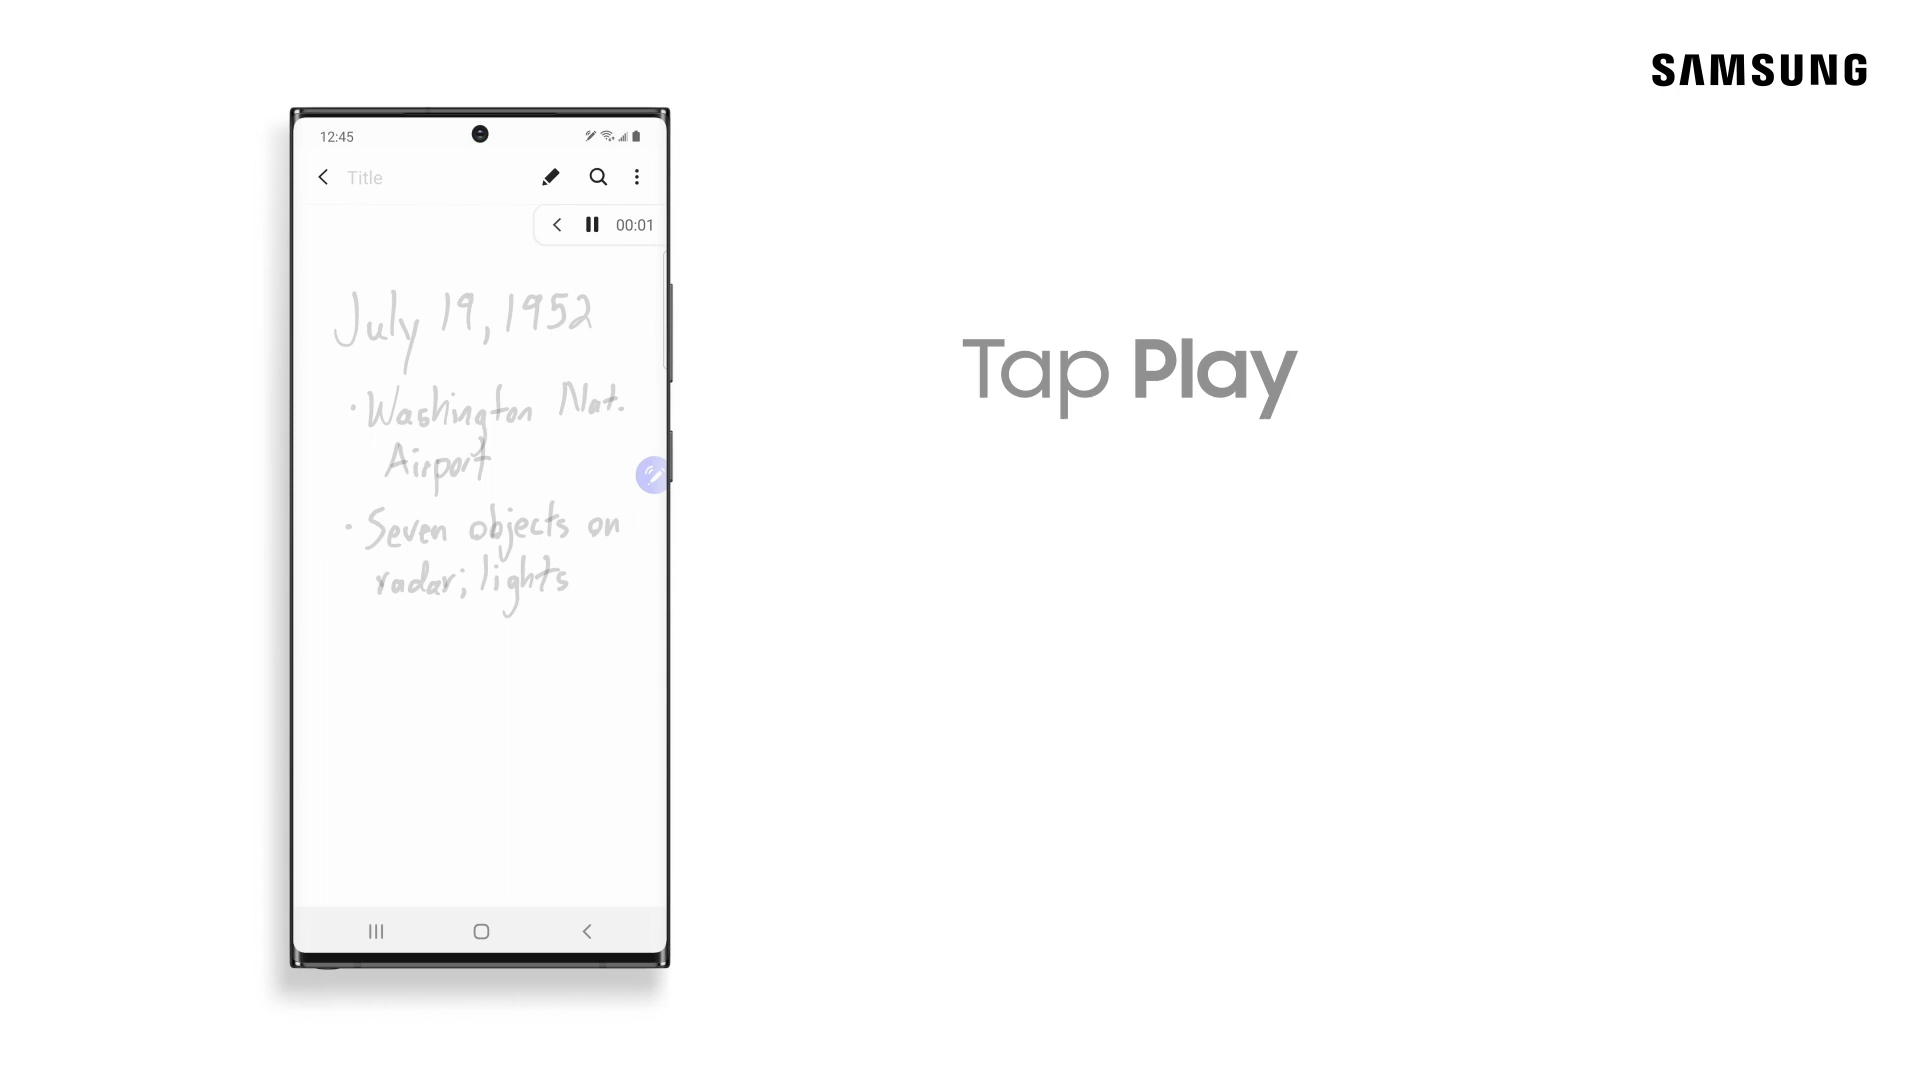 SAMSUNG
12:45
Title
00:01
July 19, 1952
• Washington Nat.
Airport
• Seven objects on
radar; lights
Tap Play